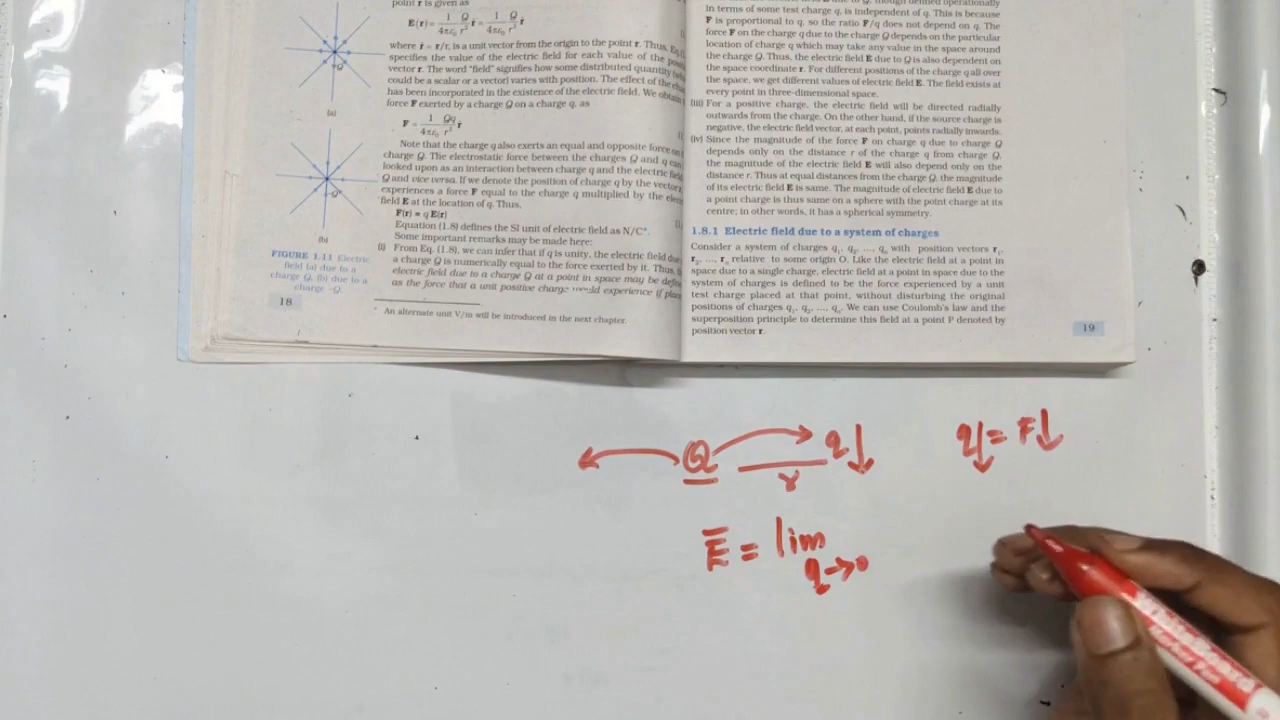 point r is given as
E(r) = 1/4πε₀ Q/r² r̂ = 1/4πε₀ Q/r² r̂
where r̂ = r/r, is a unit vector from the origin to the point r. Thus, Eq.
specifies the value of the electric field for each value of the
vector r. The word "field" signifies how some distributed quantity
could be a scalar or a vector) varies with position. The effect of the
has been incorporated in the existence of the electric field. We obtain
force F exerted by a charge Q on a charge q, as
F = 1/4πε₀ Qq/r² r̂
Note that the charge q also exerts an equal and opposite force on
charge Q. The electrostatic force between the charges Q and q can
looked upon as an interaction between charge q and the electric
Q and vice versa. If we denote the position of charge q by the vector
experiences a force F equal to the charge q multiplied by the
field E at the location of q. Thus,
F(r) = q E(r)
Equation (1.8) defines the SI unit of electric field as N/C*.
Some important remarks may be made here:
(i) From Eq. (1.8), we can infer that if q is unity, the electric field due
a charge Q is numerically equal to the force exerted by it. Thus,
electric field due to a charge Q at a point in space may be
as the force that a unit positive charge would experience if
* An alternate unit V/m will be introduced in the next chapter.
Q
(a)
Q
(b)
FIGURE 1.11 Electric
field (a) due to a
charge Q, (b) due to a
charge -Q.
18
in terms of some test charge q, is independent of q. This is because
F is proportional to q, so the ratio F/q does not depend on q. The
force F on the charge q due to the charge Q depends on the particular
location of charge q which may take any value in the space around
the charge Q. Thus, the electric field E due to Q is also dependent on
the space coordinate r. For different positions of the charge q all over
the space, we get different values of electric field E. The field exists at
every point in three-dimensional space.
(iii) For a positive charge, the electric field will be directed radially
outwards from the charge. On the other hand, if the source charge is
negative, the electric field vector, at each point, points radially inwards.
(iv) Since the magnitude of the force F on charge q due to charge Q
depends only on the distance r of the charge q from charge Q,
the magnitude of the electric field E will also depend only on the
distance r. Thus at equal distances from the charge Q, the magnitude
of its electric field E is same. The magnitude of electric field E due to
a point charge is thus same on a sphere with the point charge at its
centre; in other words, it has a spherical symmetry.
1.8.1 Electric field due to a system of charges
Consider a system of charges q₁, q₂, ..., qₙ with position vectors r₁,
r₂, ..., rₙ relative to some origin O. Like the electric field at a point in
space due to a single charge, electric field at a point in space due to the
system of charges is defined to be the force experienced by a unit
test charge placed at that point, without disturbing the original
positions of charges q₁, q₂, ..., qₙ. We can use Coulomb's law and the
superposition principle to determine this field at a point P denoted by
position vector r.
19
Q q↓ q↓ = F↓
r
E = lim
q→0